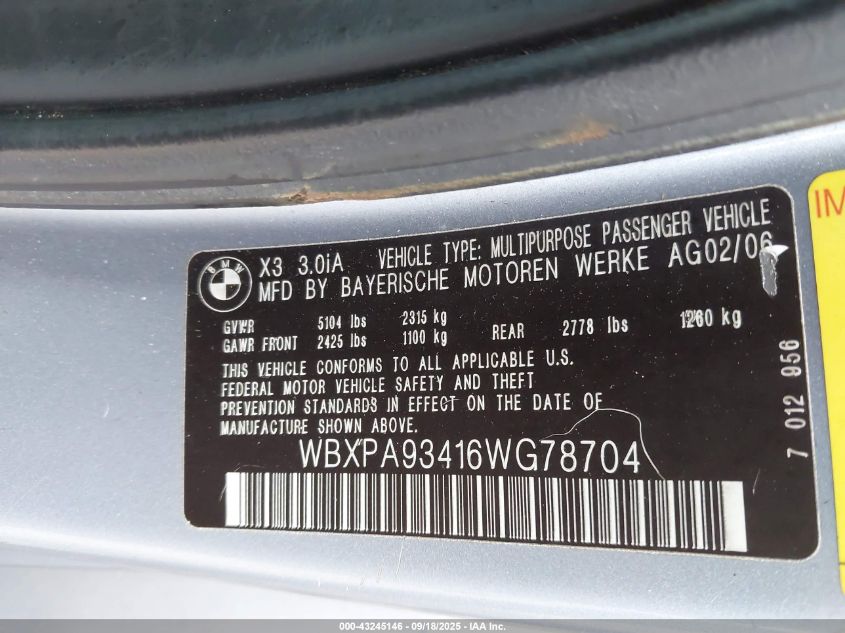 BMW
X3 3.0iA VEHICLE TYPE: MULTIPURPOSE PASSENGER VEHICLE
MFD BY BAYERISCHE MOTOREN WERKE AG02/06
GVWR 5104 lbs 2315 kg
GAWR FRONT 2425 lbs 1100 kg REAR 2778 lbs 1260 kg
THIS VEHICLE CONFORMS TO ALL APPLICABLE U.S.
FEDERAL MOTOR VEHICLE SAFETY AND THEFT
PREVENTION STANDARDS IN EFFECT ON THE DATE OF
MANUFACTURE SHOWN ABOVE.
WBXPA93416WG78704
7 012 956
IM
000-43245146 - 09/18/2025 - IAA Inc.